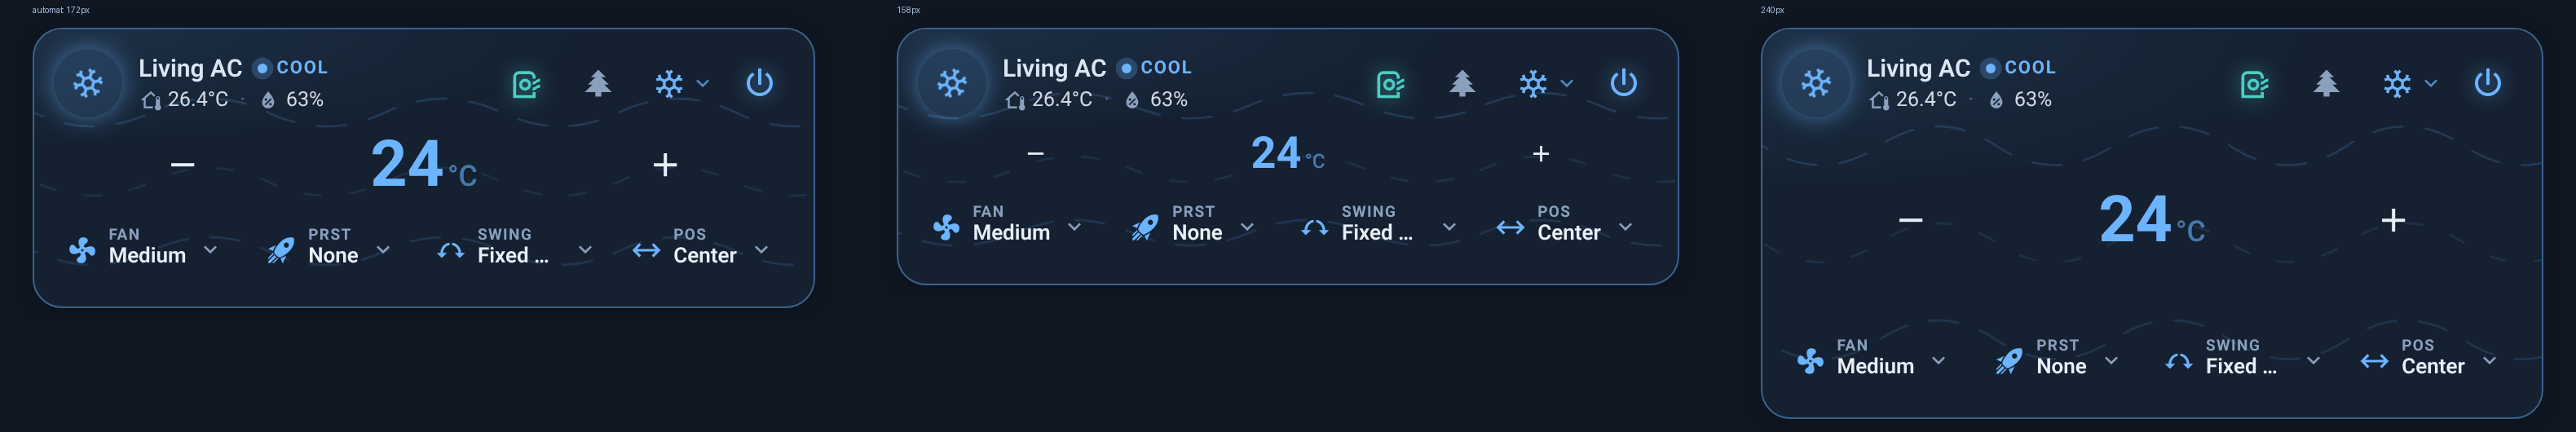 automat 172px
Living AC COOL
26.4°C · 63%
24 °C
FAN PRST SWING POS
Medium None Fixed ... Center
158px
Living AC COOL
26.4°C · 63%
24 °C
FAN PRST SWING POS
Medium None Fixed ... Center
240px
Living AC COOL
26.4°C · 63%
24 °C
FAN PRST SWING POS
Medium None Fixed ... Center